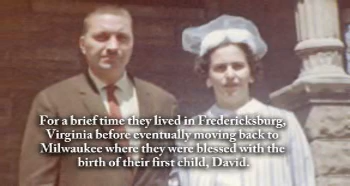 For a brief time they lived in Fredericksburg,
Virginia before eventually moving back to
Milwaukee where they were blessed with the
birth of their first child, David.